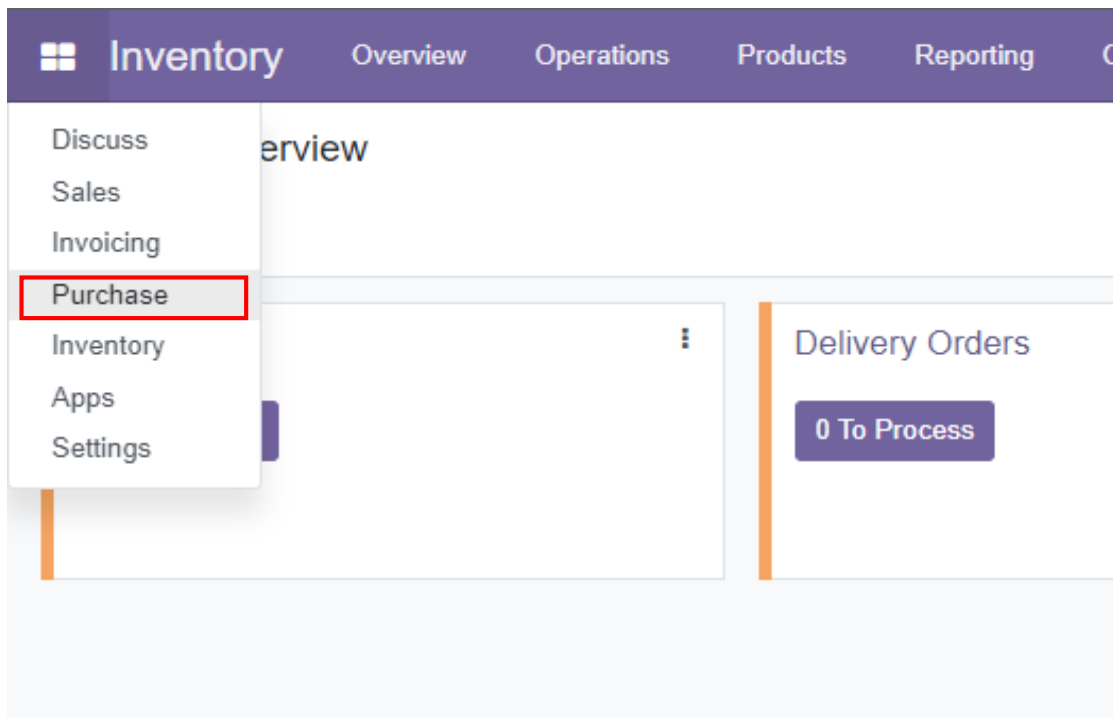 Inventory Overview Operations Products Reporting
Discuss
erview
Sales
Invoicing
Purchase
Inventory
Delivery Orders
Apps
0 To Process
Settings